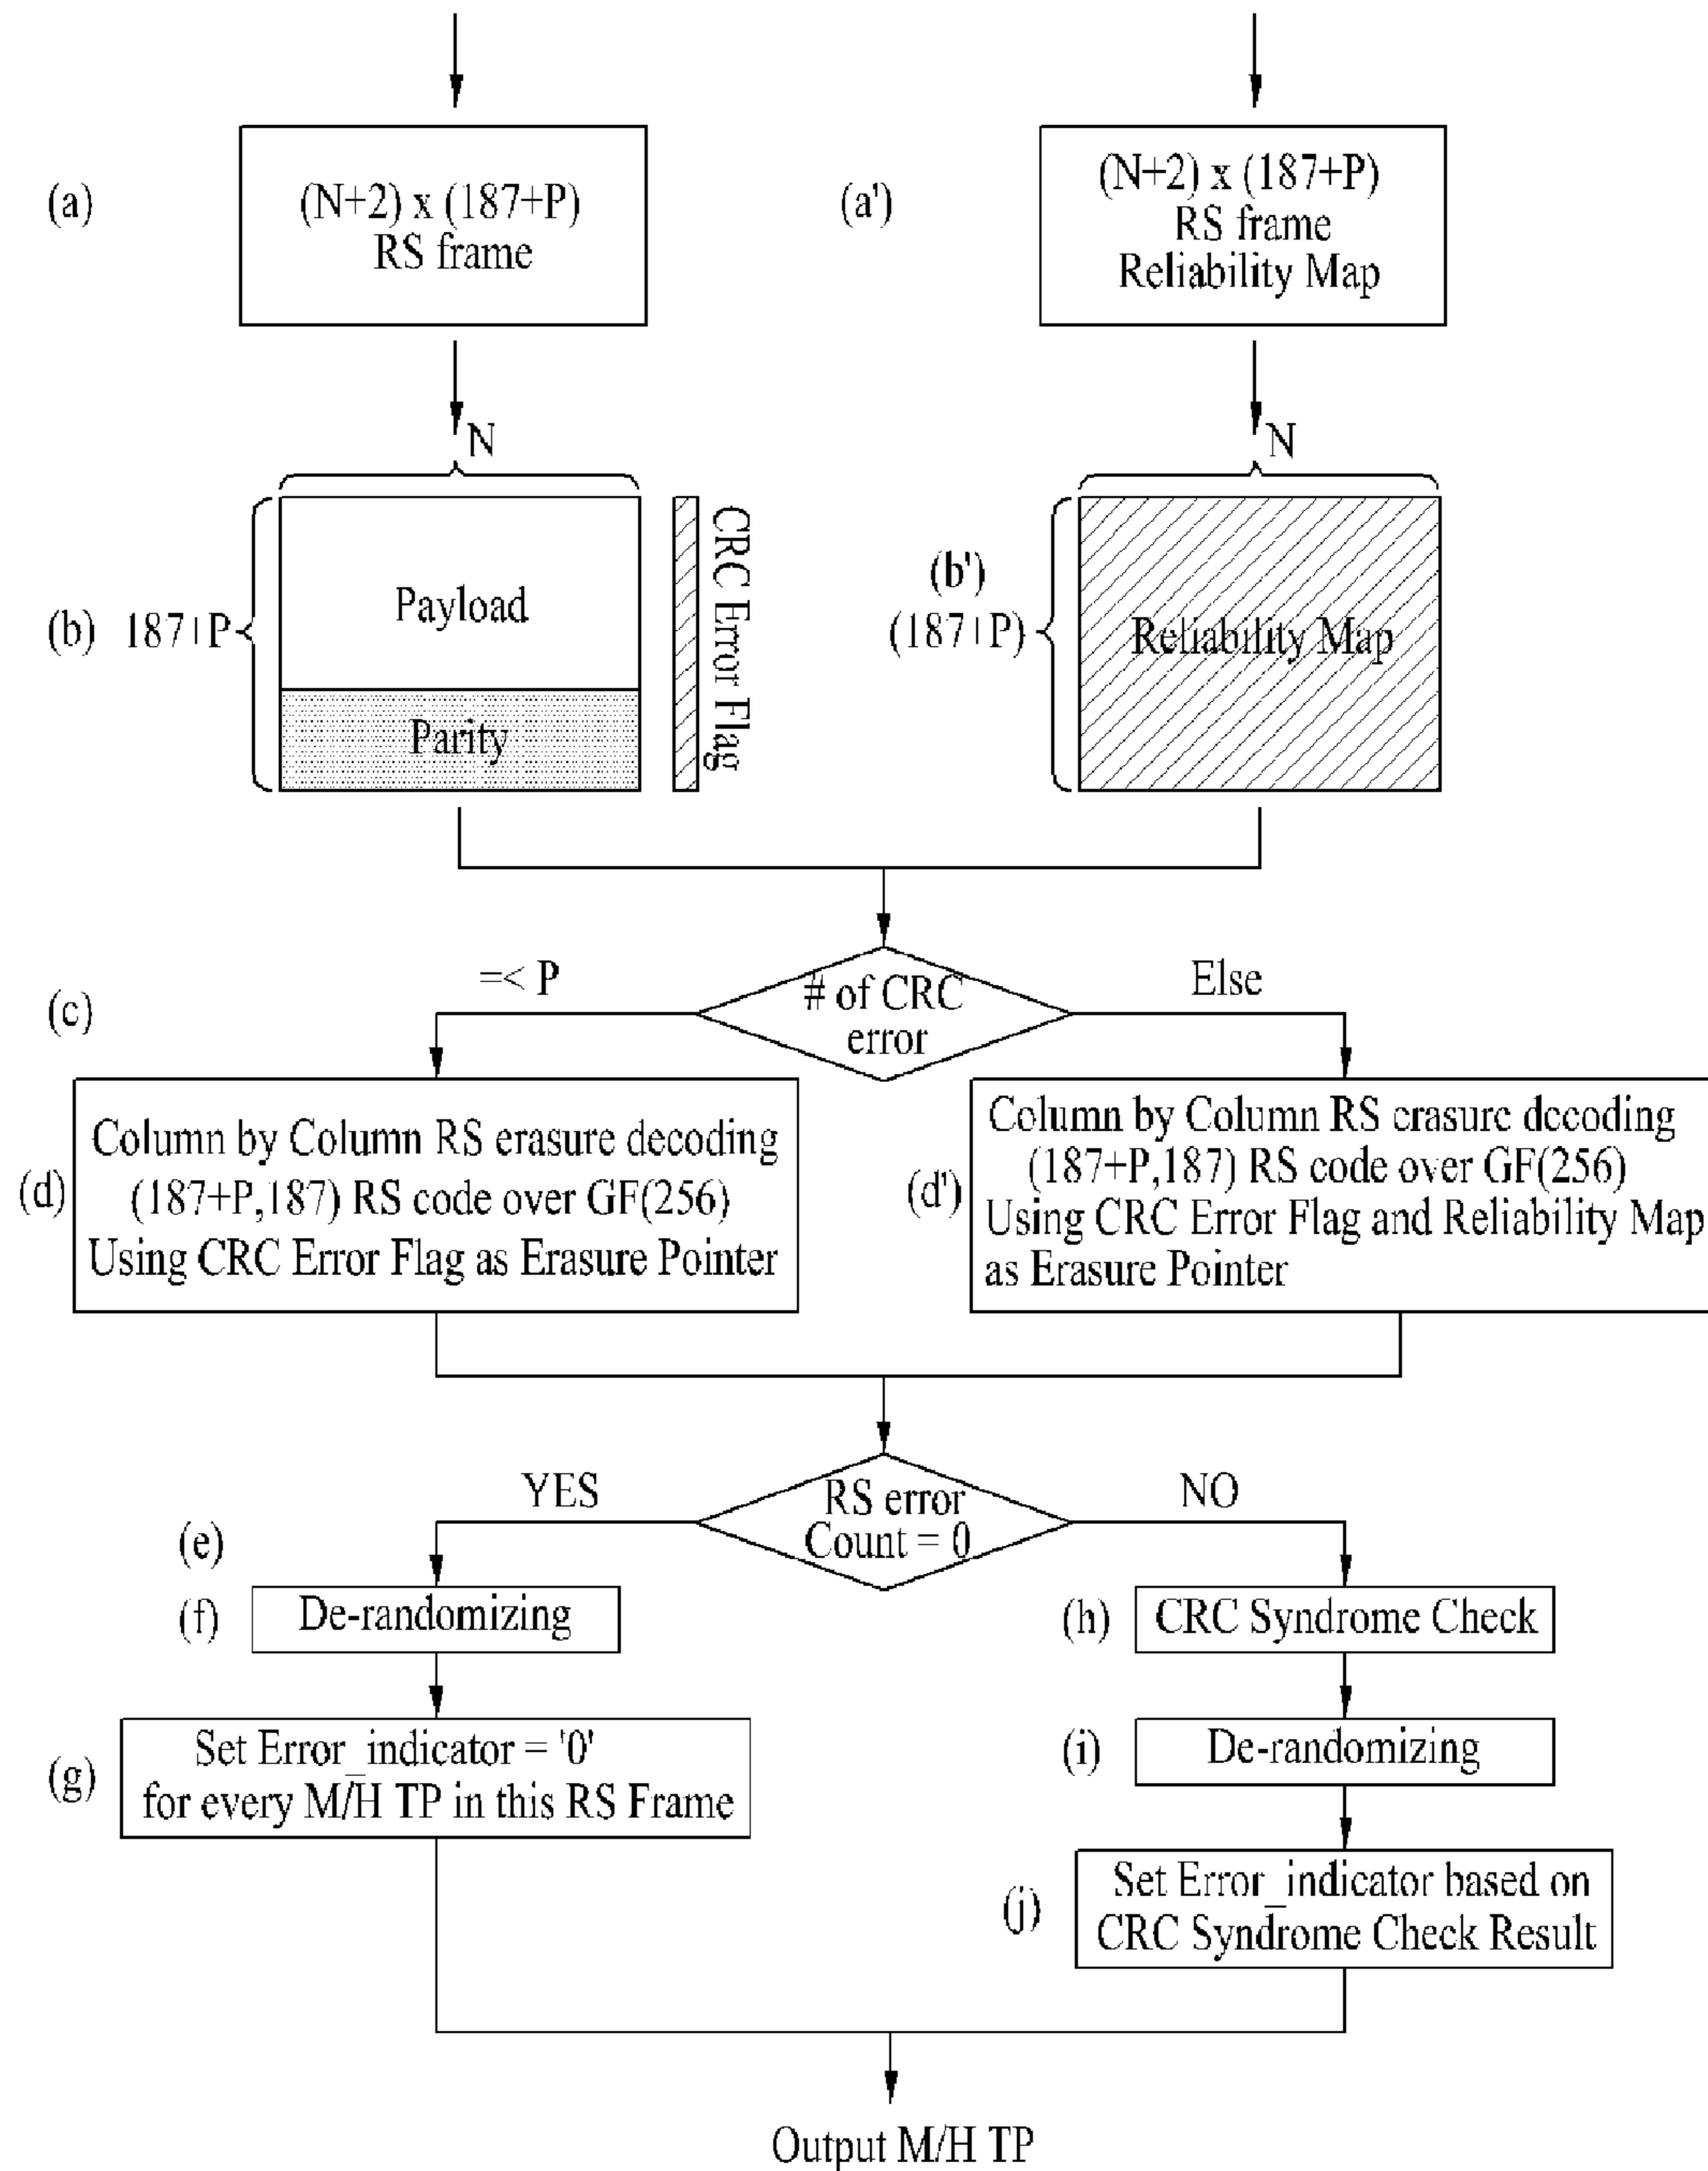 (a)
(N+2) x (187+P)
RS frame
(a')
(N+2) x (187+P)
RS frame
Reliability Map
N
(b)
187+P
Payload
Parity
CRC Error Flag
N
(b')
(187+P)
Reliability Map
(c)
=< P
# of CRC
error
Else
(d)
Column by Column RS erasure decoding
(187+P,187) RS code over GF(256)
Using CRC Error Flag as Erasure Pointer
(d')
Column by Column RS erasure decoding
(187+P,187) RS code over GF(256)
Using CRC Error Flag and Reliability Map
as Erasure Pointer
(e)
YES
RS error
Count = 0
NO
(f)
De-randomizing
(h)
CRC Syndrome Check
(g)
Set Error_indicator = '0'
for every M/H TP in this RS Frame
(i)
De-randomizing
(j)
Set Error_indicator based on
CRC Syndrome Check Result
Output M/H TP